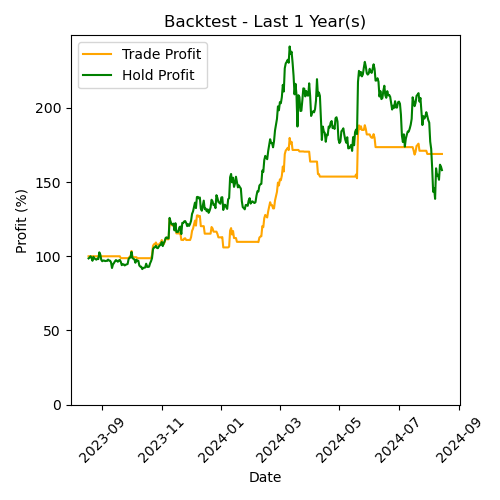 Backtest - Last 1 Year(s)
Trade Profit
Hold Profit
Profit (%)
200
150
100
50
0
2023-09
2023-11
2024-01
2024-03
2024-05
2024-07
2024-09
Date